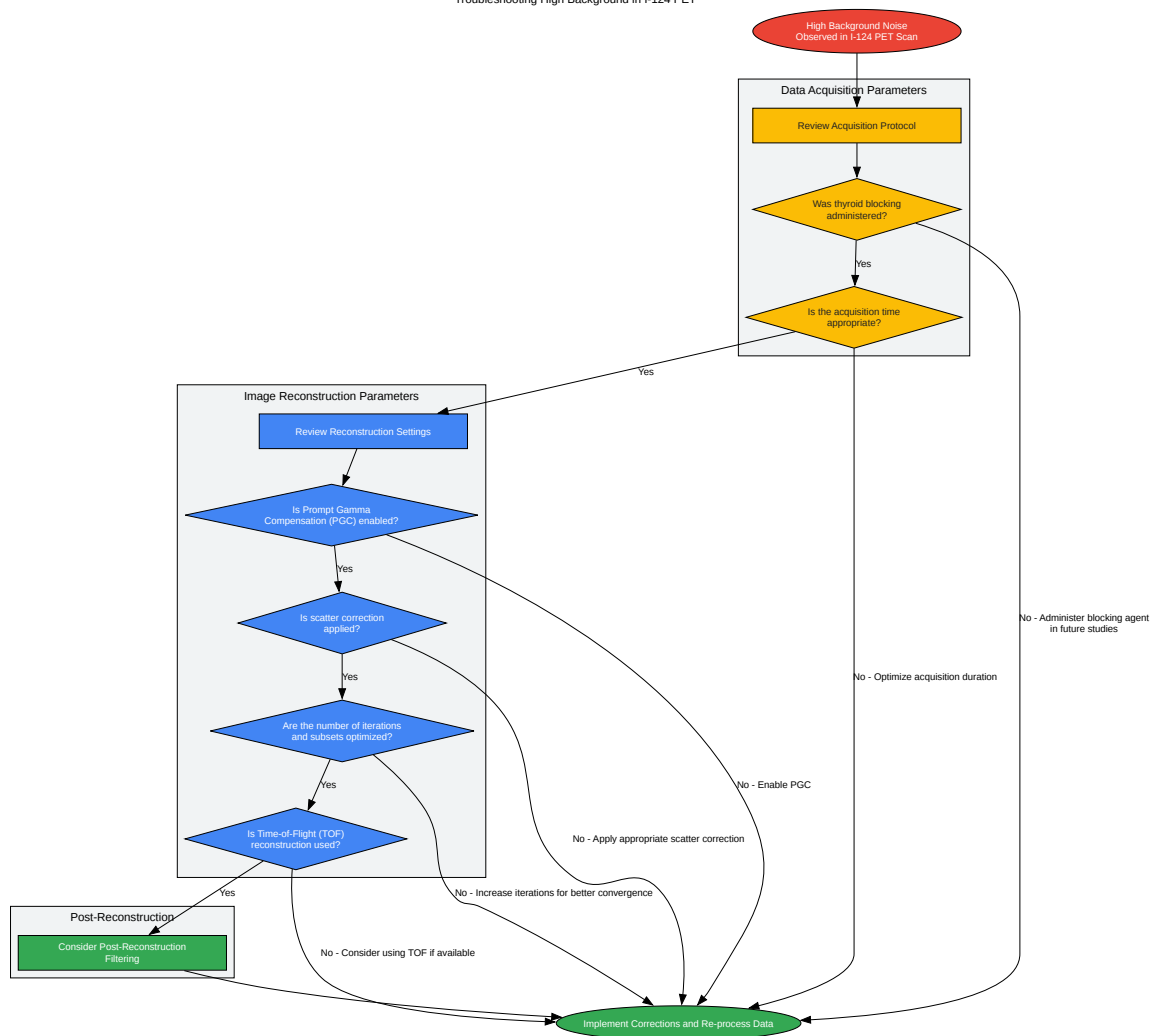 Troubleshooting High Background in I-124 PET
High Background Noise
Observed in I-124 PET Scan
Data Acquisition Parameters
Review Acquisition Protocol
Was thyroid blocking
administered?
Yes
Is the acquisition time
appropriate?
Yes
Image Reconstruction Parameters
Review Reconstruction Settings
Is Prompt Gamma
Compensation (PGC) enabled?
Yes
Is scatter correction
applied?
No - Administer blocking agent
in future studies
Yes
No - Optimize acquisition duration
Are the number of iterations
and subsets optimized?
Yes
No - Enable PGC
Is Time-of-Flight (TOF)
reconstruction used?
No - Apply appropriate scatter correction
Yes
No - Increase iterations for better convergence
Post-Reconstruction
Consider Post-Reconstruction
Filtering
No - Consider using TOF if available
Implement Corrections and Re-process Data